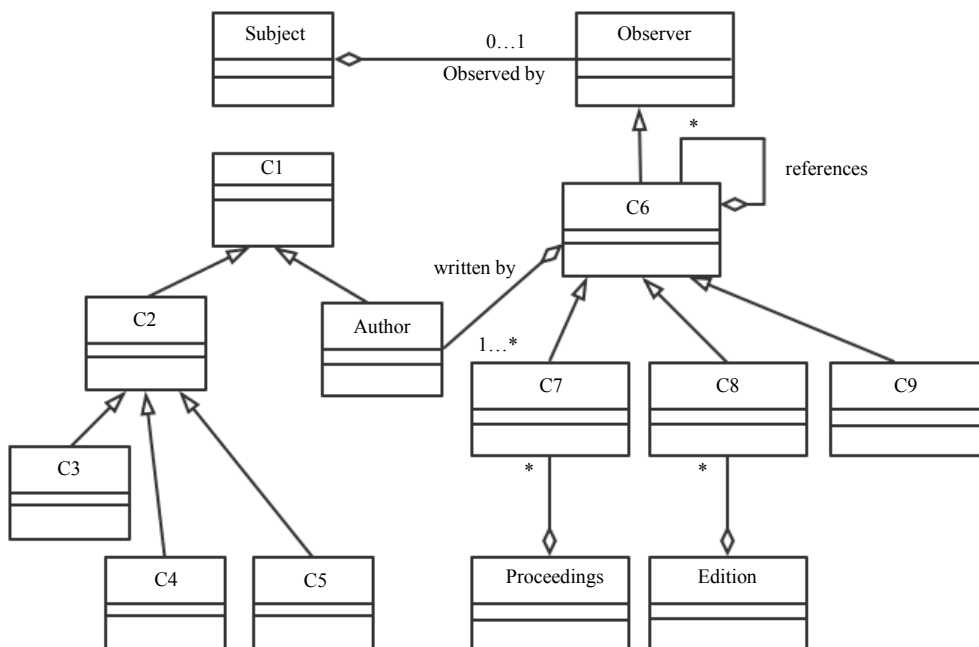 Subject
0…1
Observer
Observed by
*
C1
references
C6
written by
C2
Author
1…*
C7
C8
C9
C3
*
*
C4
C5
Proceedings
Edition